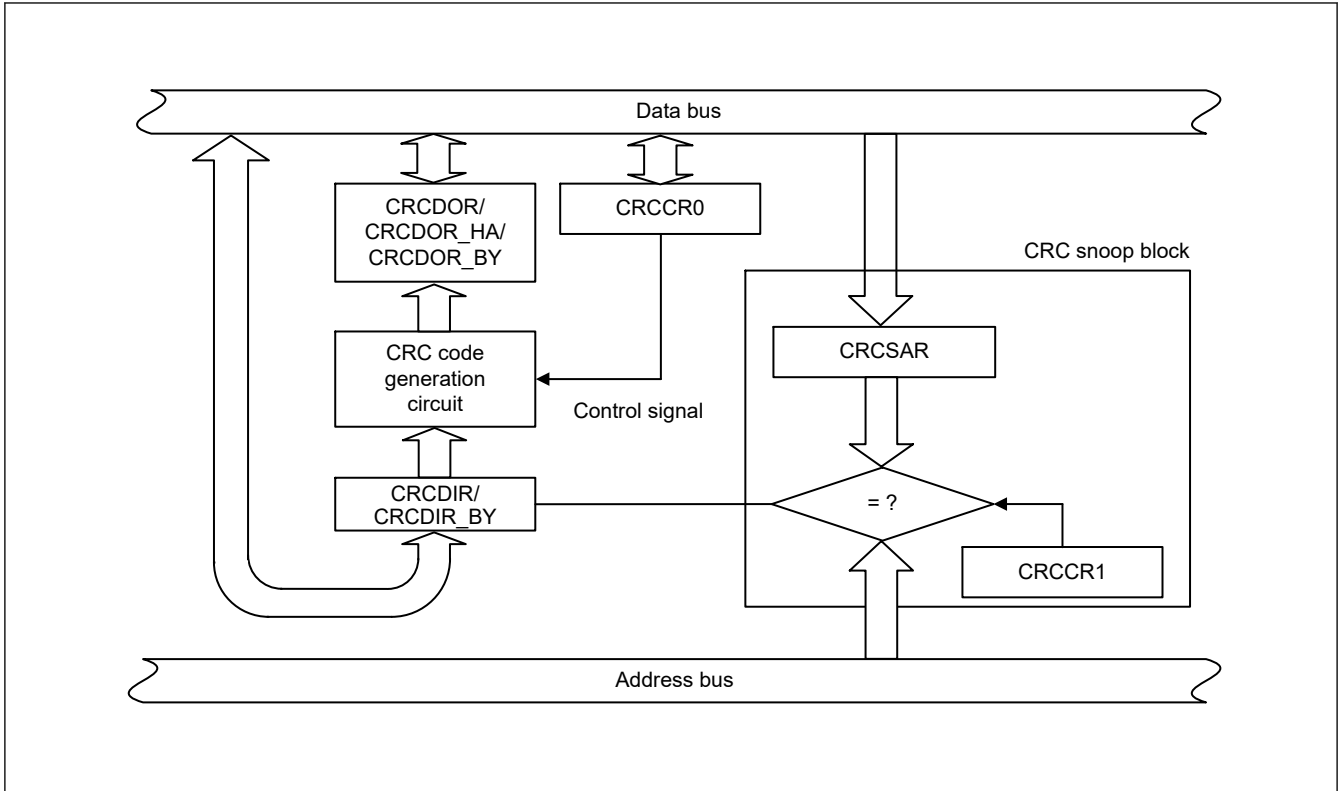 Data bus
CRCDOR/
CRCDOR_HA/
CRCDOR_BY
CRCCR0
CRC snoop block
CRCSAR
CRC code
generation
circuit
Control signal
CRCDIR/
CRCDIR_BY
= ?
CRCCR1
Address bus